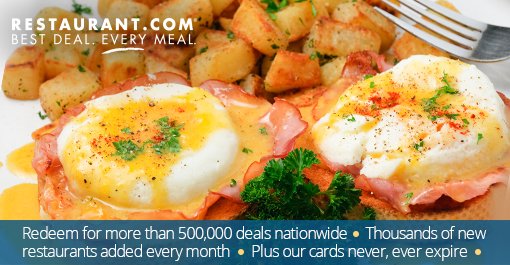 RESTAURANT.COM
BEST DEAL. EVERY MEAL.
Redeem for more than 500,000 deals nationwide • Thousands of new
restaurants added every month • Plus our cards never, ever expire •